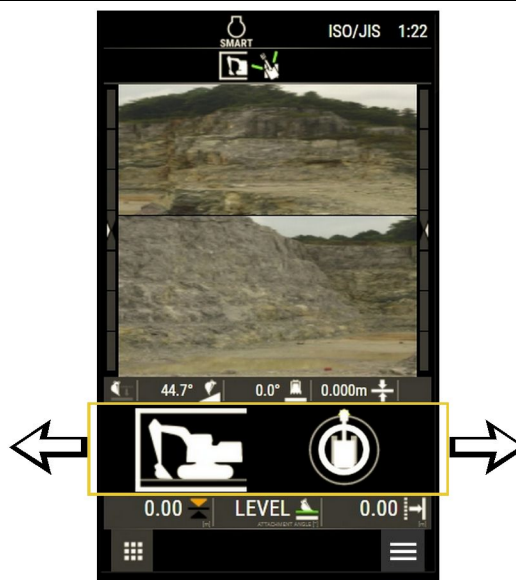 ISO/JIS 1:22
SMART
44.7° 0.0° 0.000m
0.00 LEVEL 0.00
[m] ATTACHMENT ANGLE [°] [m]